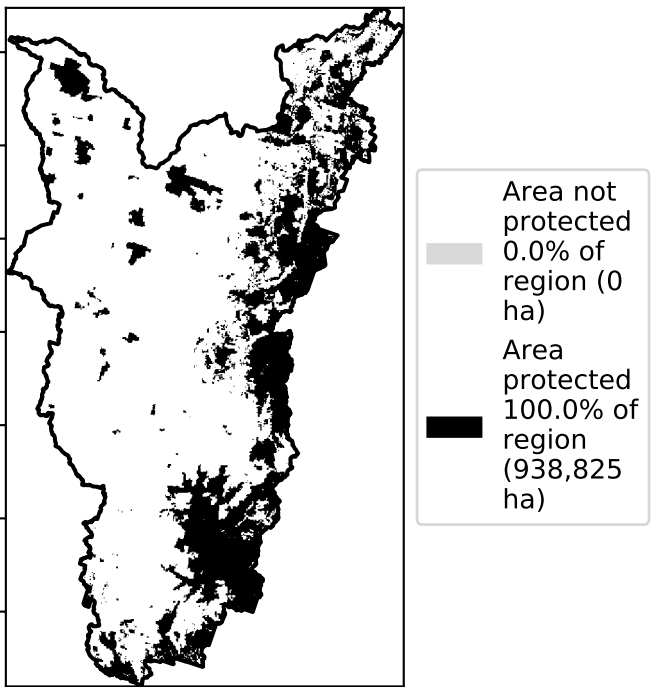 Area not
protected
0.0% of
region (0
ha)
Area
protected
100.0% of
region
(938,825
ha)